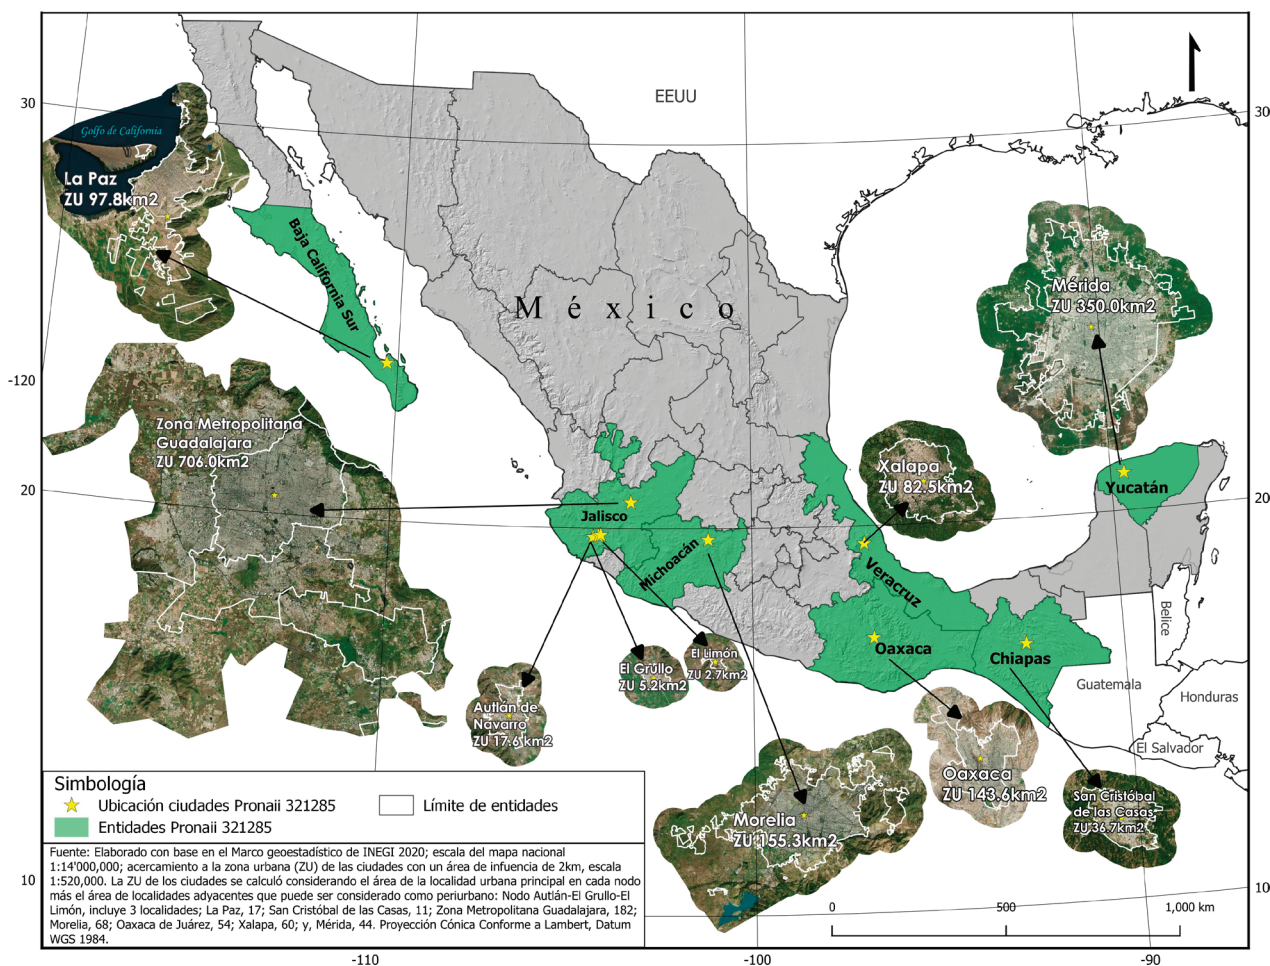 EEUU
30
30
Golfo de California
La Paz
ZU 97.8km2
Baja California Sur
México
Mérida
ZU 350.0km2
-120
Zona Metropolitana
Guadalajara
ZU 706.0km2
Xalapa
ZU 82.5km2
Yucatán
20
20
Jalisco
Michoacán
Veracruz
Belice
Oaxaca
Chiapas
Guatemala
Honduras
El Salvador
El Limón
ZU 2.7km2
El Grullo
ZU 5.2km2
Autlán de
Navarro
ZU 17.6 km2
Oaxaca
ZU 143.6km2
San Cristóbal
de las Casas
ZU 36.7km2
Morelia
ZU 155.3km2
Simbología
Ubicación ciudades Pronaii 321285
Límite de entidades
Entidades Pronaii 321285
Fuente: Elaborado con base en el Marco geoestadístico de INEGI 2020; escala del mapa nacional
1:14'000,000; acercamiento a la zona urbana (ZU) de las ciudades con un área de infuencia de 2km, escala
1:520,000. La ZU de los ciudades se calculó considerando el área de la localidad urbana principal en cada nodo
más el área de localidades adyacentes que puede ser considerado como periurbano: Nodo Autlán-El Grullo-El
Limón, incluye 3 localidades; La Paz, 17; San Cristóbal de las Casas, 11; Zona Metropolitana Guadalajara, 182;
Morelia, 68; Oaxaca de Juárez, 54; Xalapa, 60; y, Mérida, 44. Proyección Cónica Conforme a Lambert, Datum
WGS 1984.
10
10
0
500
1,000 km
-110
-100
-90